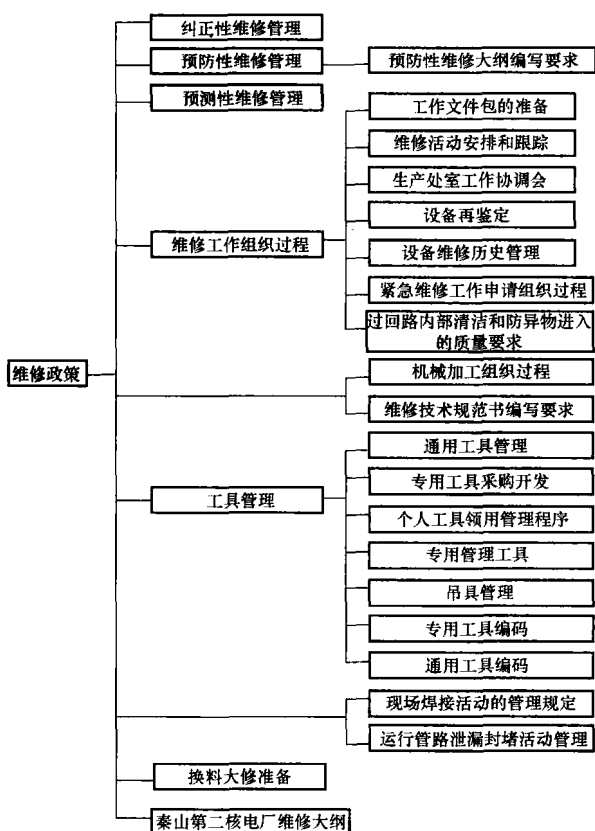 纠正性维修管理
预防性维修管理
预防性维修大纲编写要求
预测性维修管理
工作文件包的准备
维修活动安排和跟踪
生产处室工作协调会
设备再鉴定
维修工作组织过程
设备维修历史管理
紧急维修工作申请组织过程
过回路内部清洁和防异物进入
的质量要求
维修政策
机械加工组织过程
维修技术规范书编写要求
通用工具管理
专用工具采购开发
工具管理
个人工具领用管理程序
专用管理工具
吊具管理
专用工具编码
通用工具编码
现场焊接活动的管理规定
运行管路泄漏封堵活动管理
换料大修准备
秦山第二核电厂维修大纲